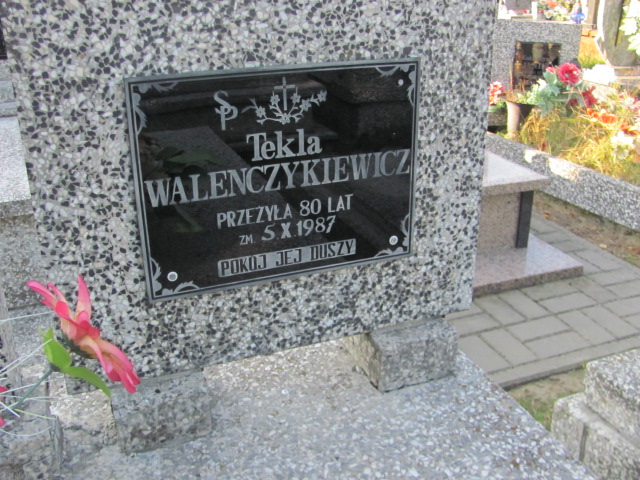 SP
Tekla
WALENCZYKIEWICZ
PRZEŻYŁA 80 LAT
ZM. 5 X 1987
POKÓJ JEJ DUSZY